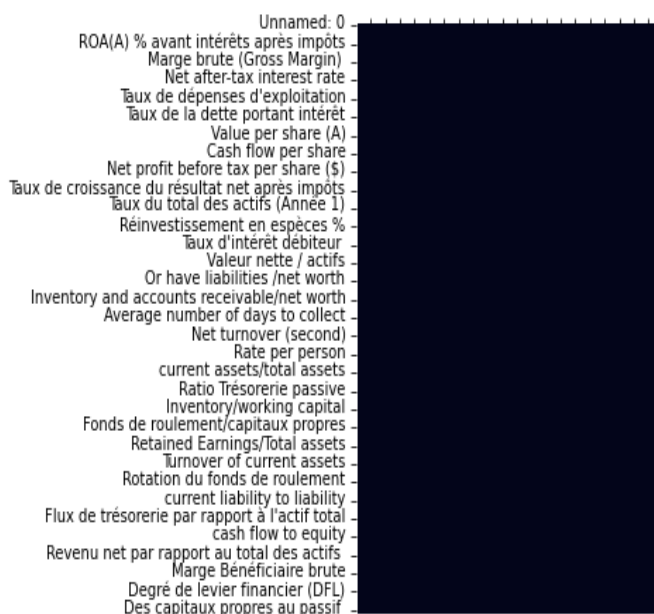 Unnamed: 0
ROA(A) % avant intérêts après impôts
Marge brute (Gross Margin)
Net after-tax interest rate
Taux de dépenses d'exploitation
Taux de la dette portant intérêt
Value per share (A)
Cash flow per share
Net profit before tax per share ($)
Taux de croissance du résultat net après impôts
Taux du total des actifs (Année 1)
Réinvestissement en espèces %
Taux d'intérêt débiteur
Valeur nette / actifs
Or have liabilities /net worth
Inventory and accounts receivable/net worth
Average number of days to collect
Net turnover (second)
Rate per person
current assets/total assets
Ratio Trésorerie passive
Inventory/working capital
Fonds de roulement/capitaux propres
Retained Earnings/Total assets
Turnover of current assets
Rotation du fonds de roulement
current liability to liability
Flux de trésorerie par rapport à l'actif total
cash flow to equity
Revenu net par rapport au total des actifs
Marge Bénéficiaire brute
Degré de levier financier (DFL)
Des capitaux propres au passif